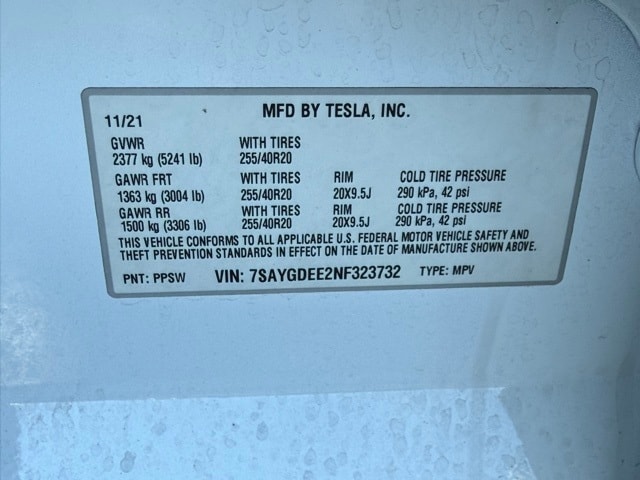 MFD BY TESLA, INC.
11/21
GVWR WITH TIRES
2377 kg (5241 lb) 255/40R20
GAWR FRT WITH TIRES RIM COLD TIRE PRESSURE
1363 kg (3004 lb) 255/40R20 20X9.5J 290 kPa, 42 psi
GAWR RR WITH TIRES RIM COLD TIRE PRESSURE
1500 kg (3306 lb) 255/40R20 20X9.5J 290 kPa, 42 psi
THIS VEHICLE CONFORMS TO ALL APPLICABLE U.S. FEDERAL MOTOR VEHICLE SAFETY AND
THEFT PREVENTION STANDARDS IN EFFECT ON THE DATE OF MANUFACTURE SHOWN ABOVE.
PNT: PPSW VIN: 7SAYGDEE2NF323732 TYPE: MPV